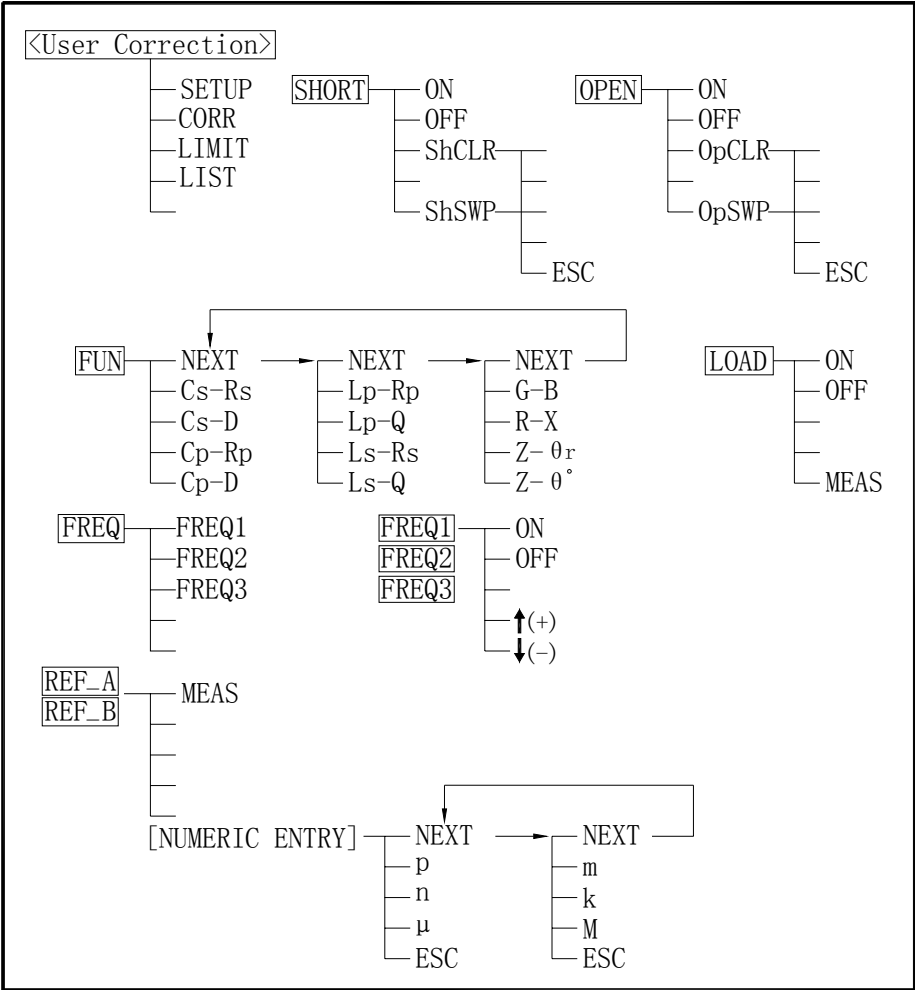 <User Correction>
SETUP
CORR
LIMIT
LIST
SHORT
ON
OFF
ShCLR
ShSWP
ESC
OPEN
ON
OFF
OpCLR
OpSWP
ESC
FUN
NEXT
Cs-Rs
Cs-D
Cp-Rp
Cp-D
NEXT
Lp-Rp
Lp-Q
Ls-Rs
Ls-Q
NEXT
G-B
R-X
Z-θr
Z-θ°
LOAD
ON
OFF
MEAS
FREQ
FREQ1
FREQ2
FREQ3
FREQ1
FREQ2
FREQ3
ON
OFF
↑(+)
↓(-)
REF_A
REF_B
MEAS
[NUMERIC ENTRY]
NEXT
p
n
μ
ESC
NEXT
m
k
M
ESC